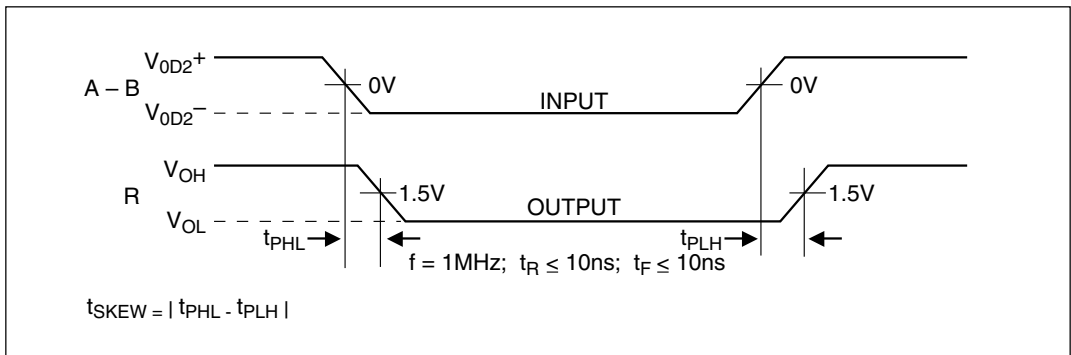 V0D2+
A – B
0V
0V
V0D2–
INPUT
VOH
R
1.5V
1.5V
VOL
OUTPUT
tPHL
tPLH
f = 1MHz; tR ≤ 10ns; tF ≤ 10ns
tSKEW = | tPHL - tPLH |